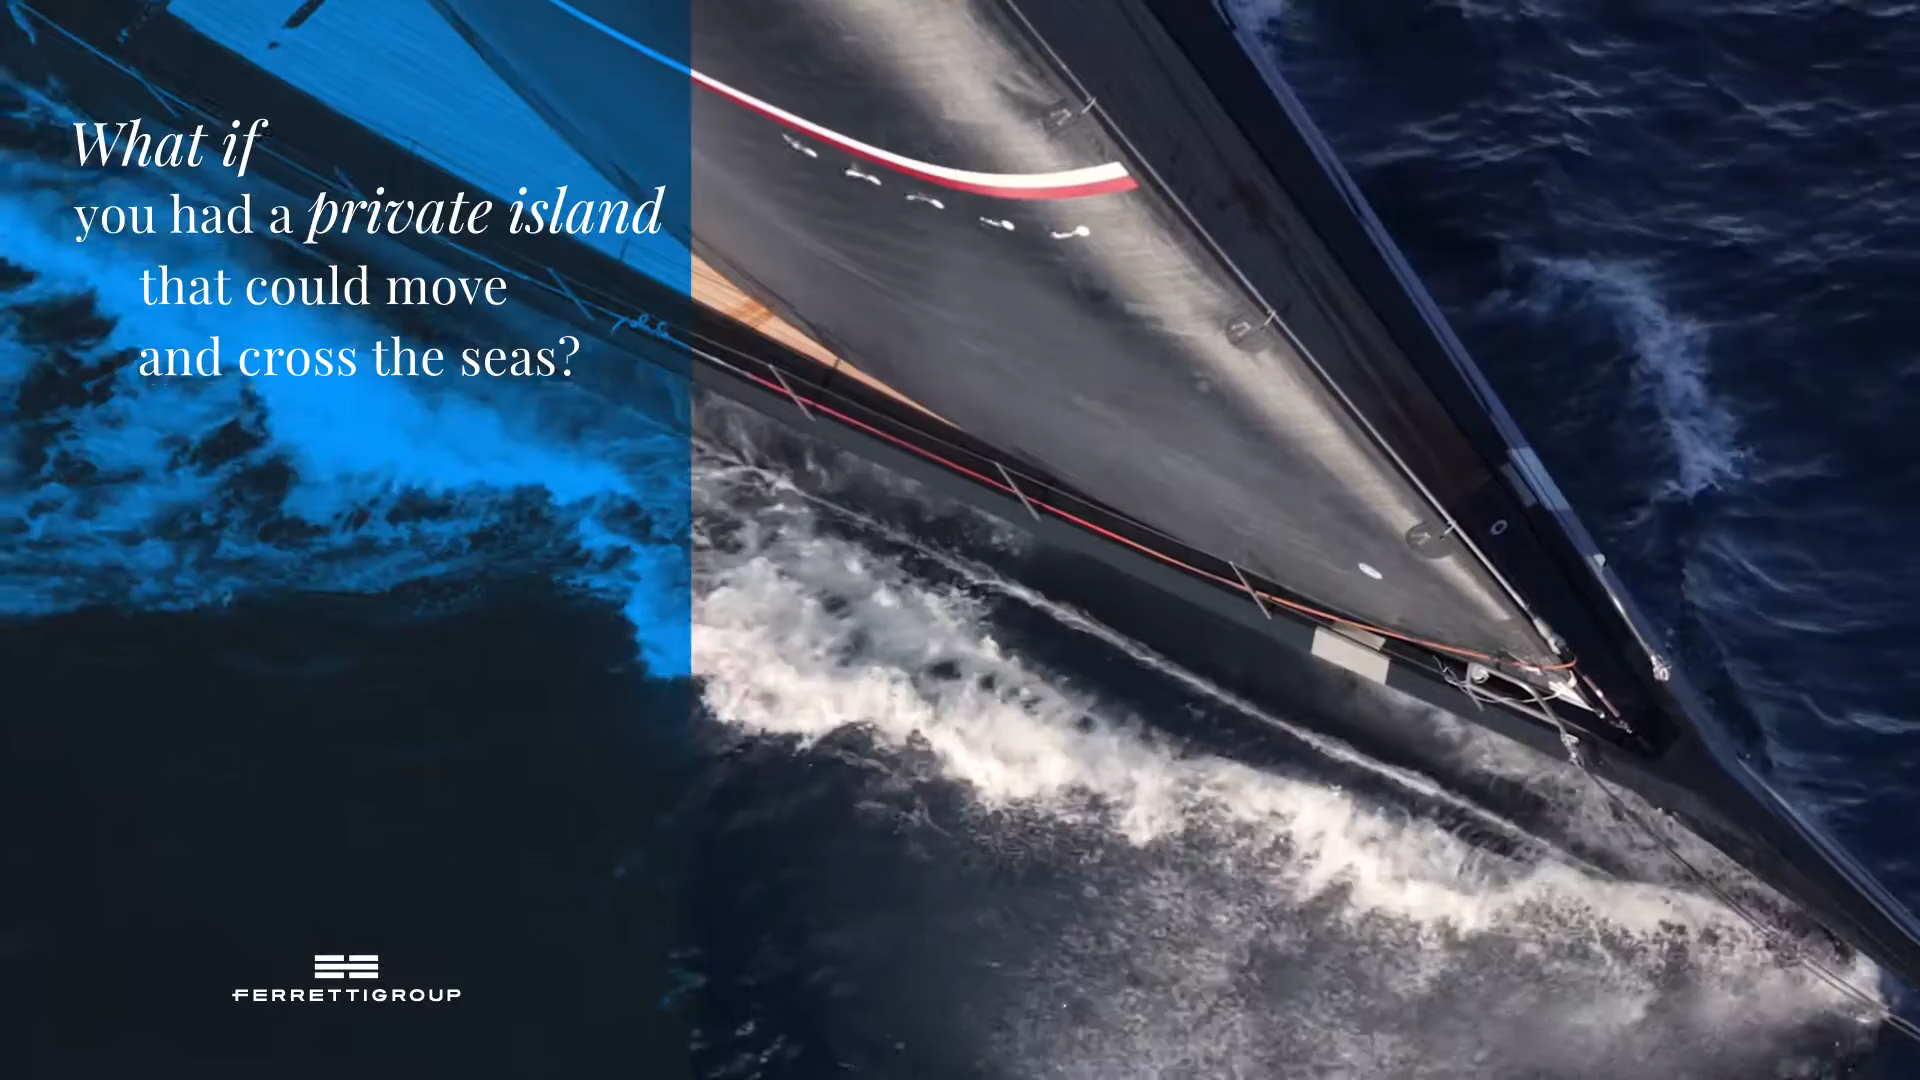 What if
you had a private island
that could move
and cross the seas?
FERRETTIGROUP